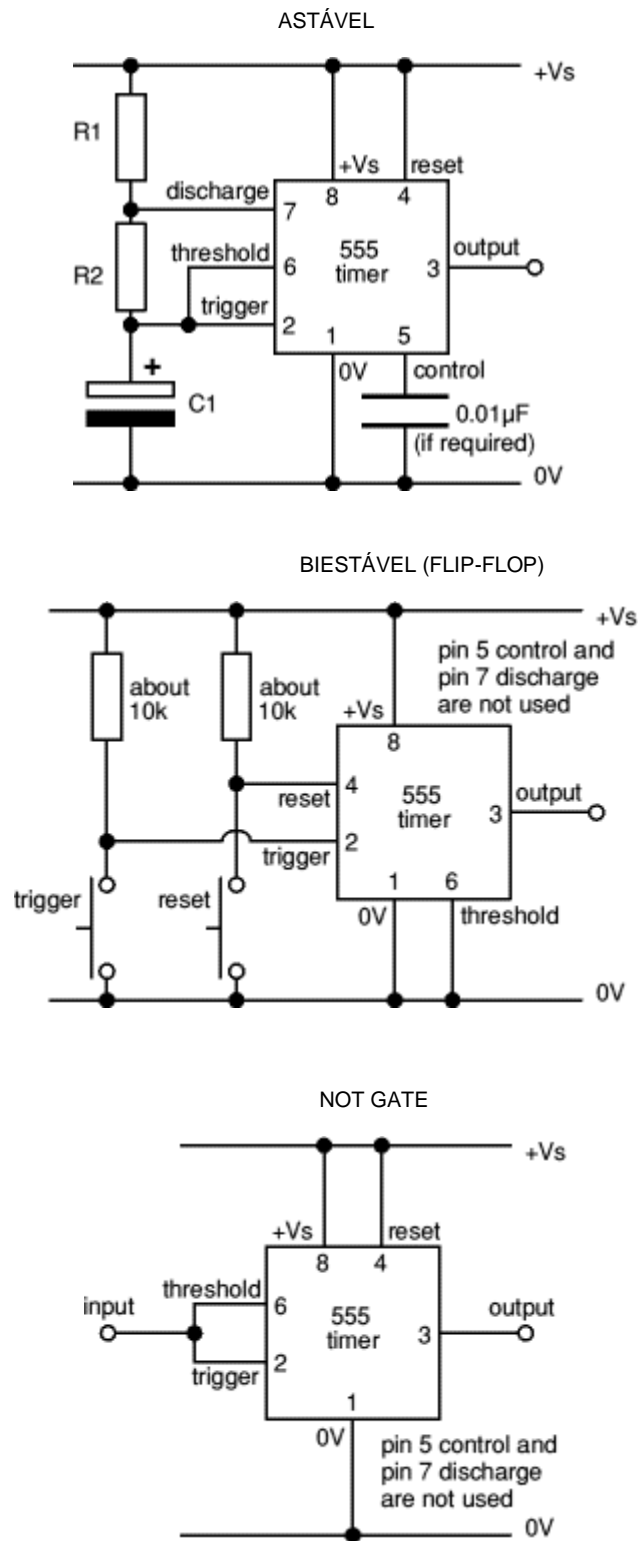 ASTÁVEL
+Vs
R1
+Vs
reset
discharge
8
4
7
threshold
555
output
R2
6
timer
3
trigger
2
1
5
+
0V
control
C1
0.01µF
(if required)
0V
BIESTÁVEL (FLIP-FLOP)
+Vs
pin 5 control and
about
about
pin 7 discharge
10k
10k
+Vs
are not used
8
4
555
output
reset
timer
3
2
trigger
trigger
reset
1
6
0V
threshold
0V
NOT GATE
+Vs
+Vs
reset
8
4
threshold
input
6
555
output
timer
3
2
trigger
1
0V
pin 5 control and
pin 7 discharge
are not used
0V